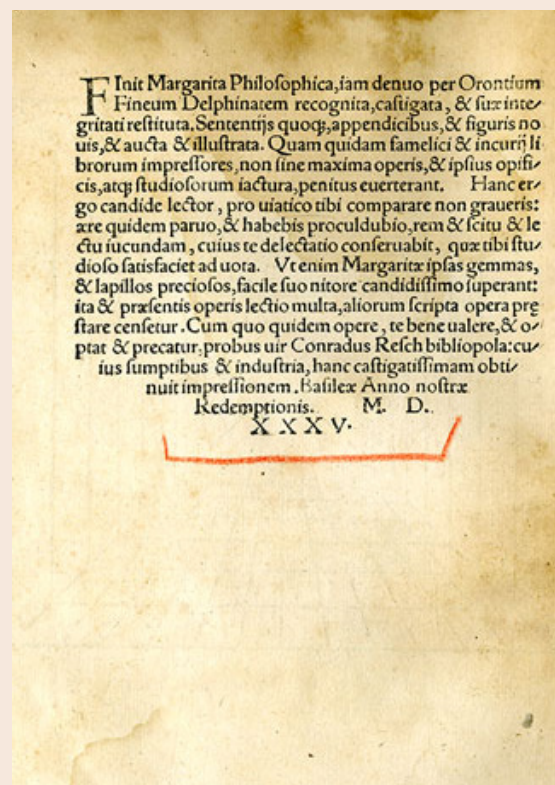 FInit Margarita Philoſophica,iam denuo per Orontium
Fineum Delphinatem recognita,caſtigata, & ſuæ inte⸗
gritati reſtituta. Sententijs quoqꝫ,appendicibus,& figuris no
uis,& aucta & illuſtrata. Quam quidam famelici & incurij li
brorum impreſſores,non ſine maxima operis,& ipſius opifi⸗
cis,atqꝫ ſtudioſorum iactura,penitus euerterant. Hanc er⸗
go candide lector, pro uiatico tibi comparare non graueris:
ære quidem paruo,& habebis proculdubio,rem & ſcitu & le
ctu iucundam, cuius te delectatio conſeruabit, quæ tibi ſtu⸗
dioſo ſatisfaciet ad uota. Vt enim Margaritæ ipſas gemmas,
& lapillos precioſos,facile ſuo nitore candidiſſimo ſuperant:
ita & præſentis operis lectio multa,aliorum ſcripta opera prę
ſtare cenſetur. Cum quo quidem opere, te bene ualere,& o⸗
ptat & precatur,probus uir Conradus Reſch bibliopola:cu⸗
ius ſumptibus & induſtria, hanc caſtigatiſſimam obti⸗
nuit impreſſionem. Baſileæ Anno noſtræ
Redemptionis. M. D.
X X X V.